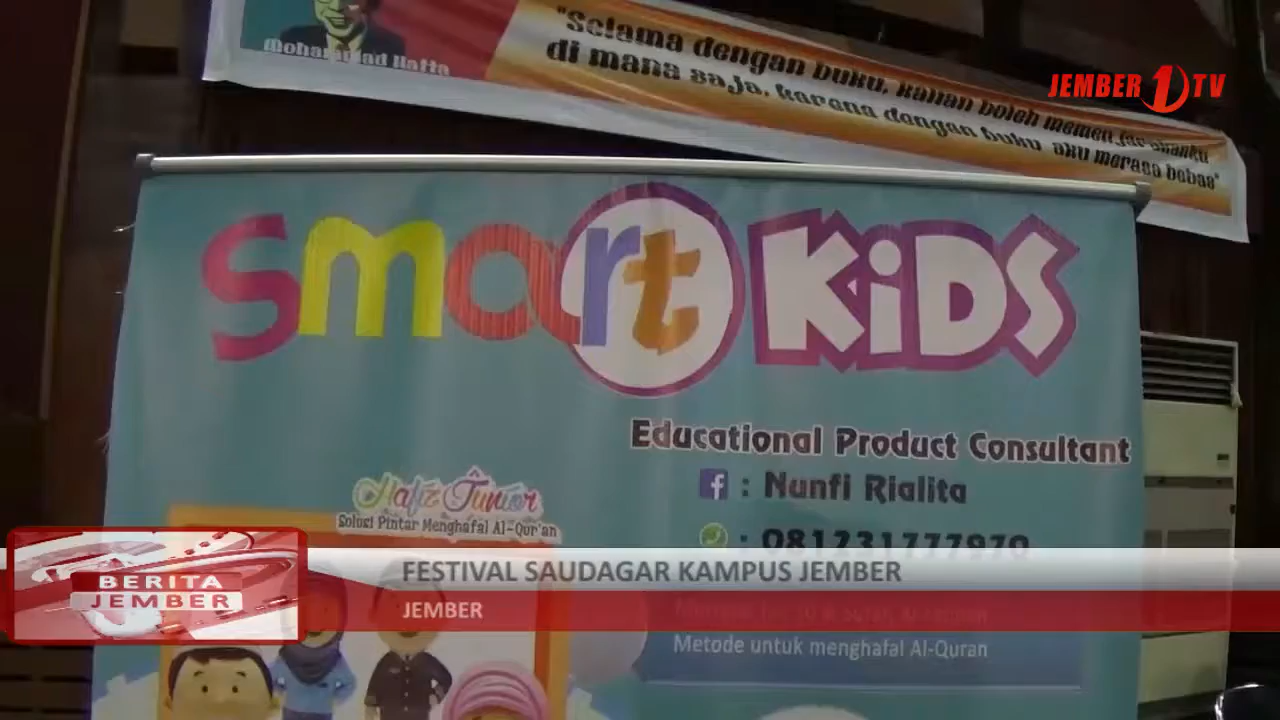 Mohammad Hatta
"Selama dengan buku, kalian boleh memenjarakanku
di mana saja, karena dengan buku, aku merasa bebas"
JEMBER 1 TV
smart KiDS
Educational Product Consultant
: Nunfi Rialita
Hafiz Junior
Solusi Pintar Menghafal Al-Qur'an
: 081231777970
FESTIVAL SAUDAGAR KAMPUS JEMBER
BERITA
JEMBER
JEMBER
Metode untuk menghafal Al-Quran